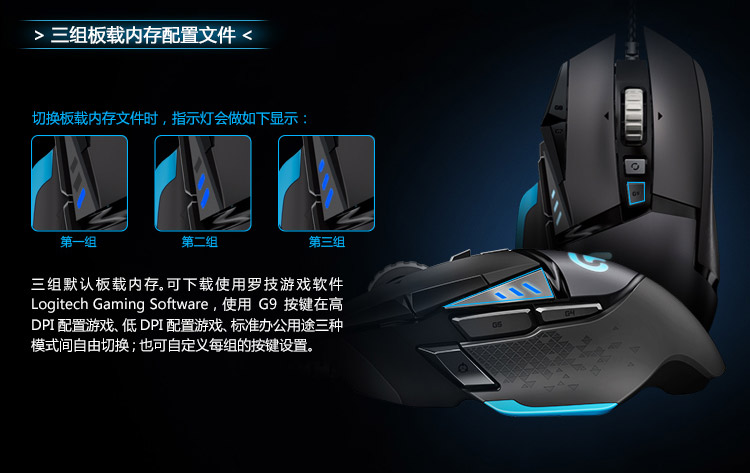 > 三组板载内存配置文件 <
切换板载内存文件时，指示灯会做如下显示：
第一组
第二组
第三组
三组默认板载内存。可下载使用罗技游戏软件
Logitech Gaming Software，使用 G9 按键在高
DPI 配置游戏、低 DPI 配置游戏、标准办公用途三种
模式间自由切换；也可自定义每组的按键设置。
G9
G5
G4